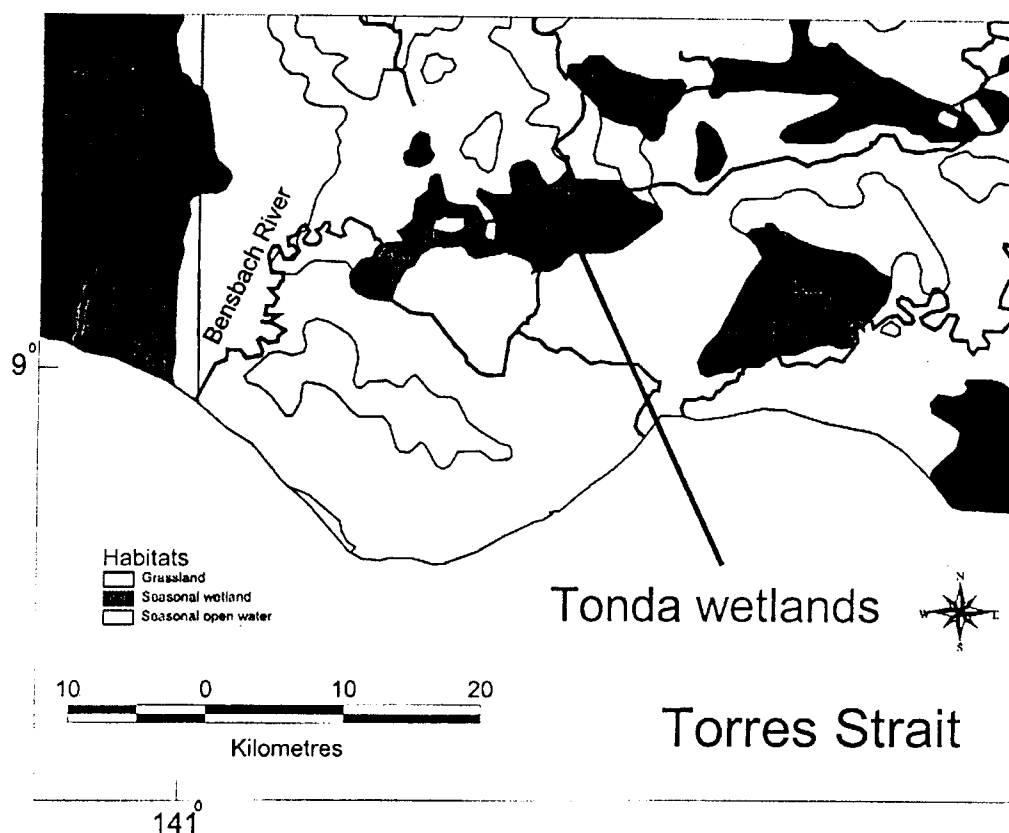 Bensbach River
9°
Habitats
Grassland
Seasonal wetland
Seasonal open water
Tonda wetlands
N
W
E
S
10 0 10 20
Kilometres
Torres Strait
141°